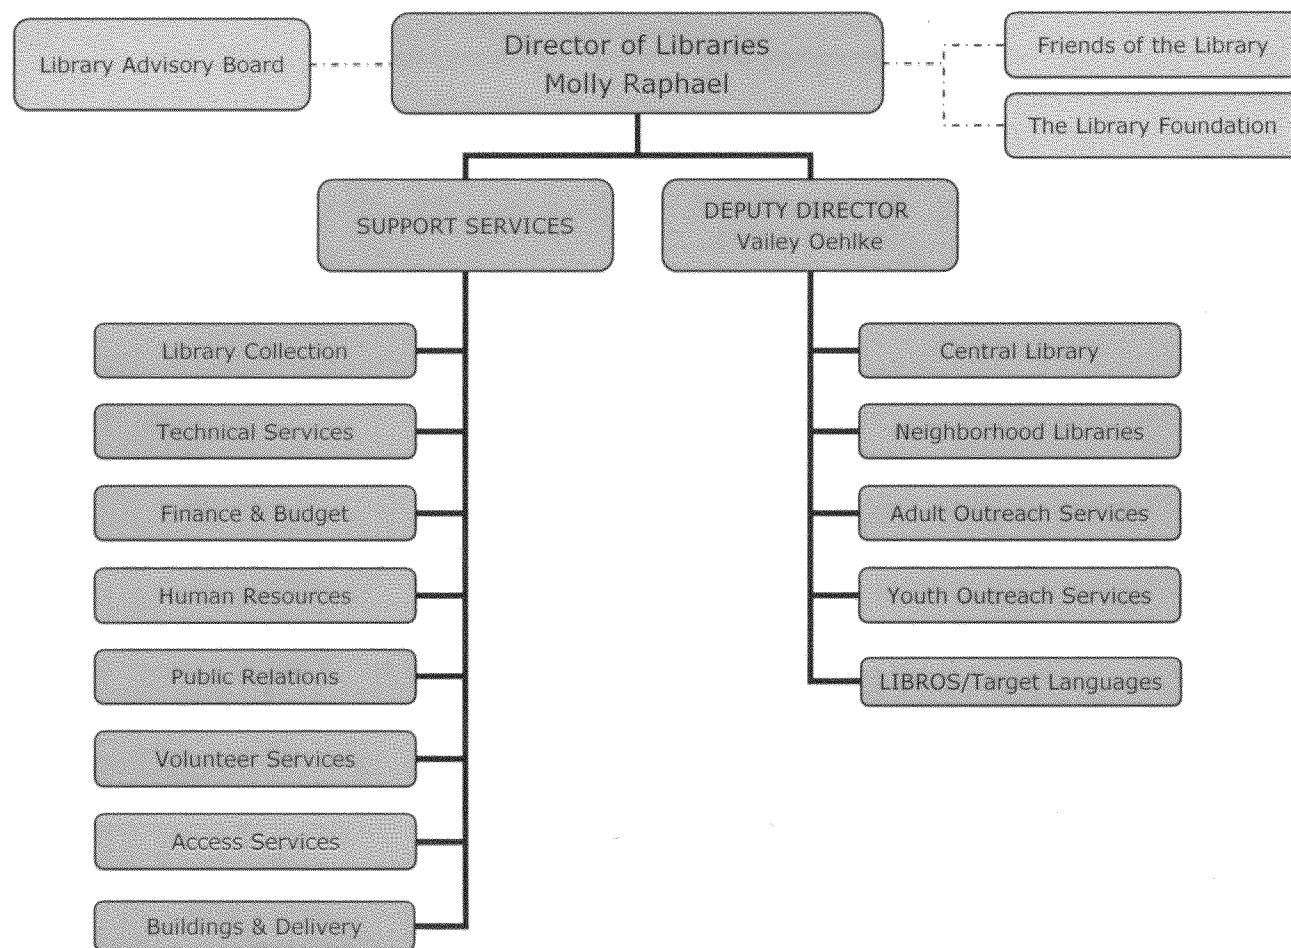 Library Advisory Board
Director of Libraries
Molly Raphael
Friends of the Library
The Library Foundation
SUPPORT SERVICES
DEPUTY DIRECTOR
Vailey Oehlke
Library Collection
Technical Services
Finance & Budget
Human Resources
Public Relations
Volunteer Services
Access Services
Buildings & Delivery
Central Library
Neighborhood Libraries
Adult Outreach Services
Youth Outreach Services
LIBROS/Target Languages